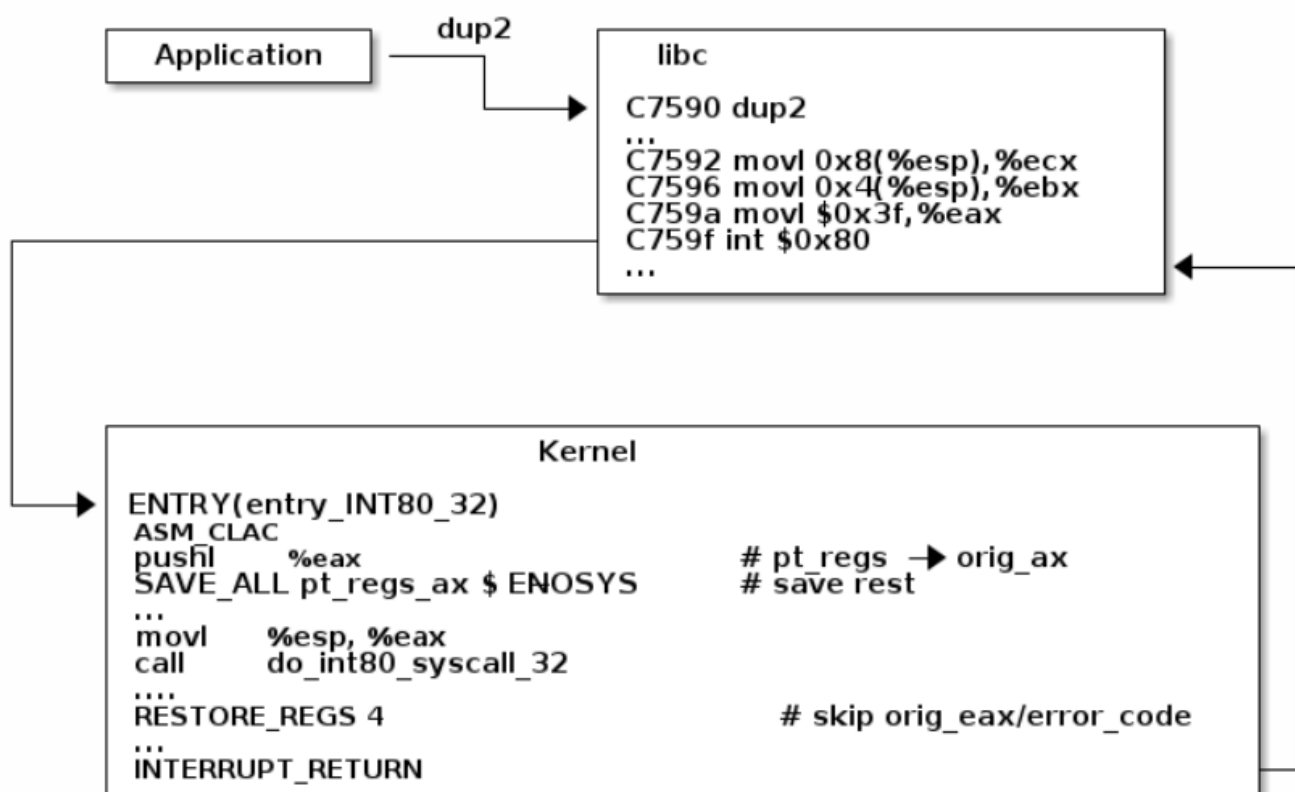 dup2
Application
libc
C7590 dup2
...
C7592 movl 0x8(%esp),%ecx
C7596 movl 0x4(%esp),%ebx
C759a movl $0x3f,%eax
C759f int $0x80
...
Kernel
ENTRY(entry_INT80_32)
ASM_CLAC
pushl %eax # pt_regs → orig_ax
SAVE_ALL pt_regs_ax $ ENOSYS # save rest
...
movl %esp, %eax
call do_int80_syscall_32
....
RESTORE_REGS 4 # skip orig_eax/error_code
...
INTERRUPT_RETURN